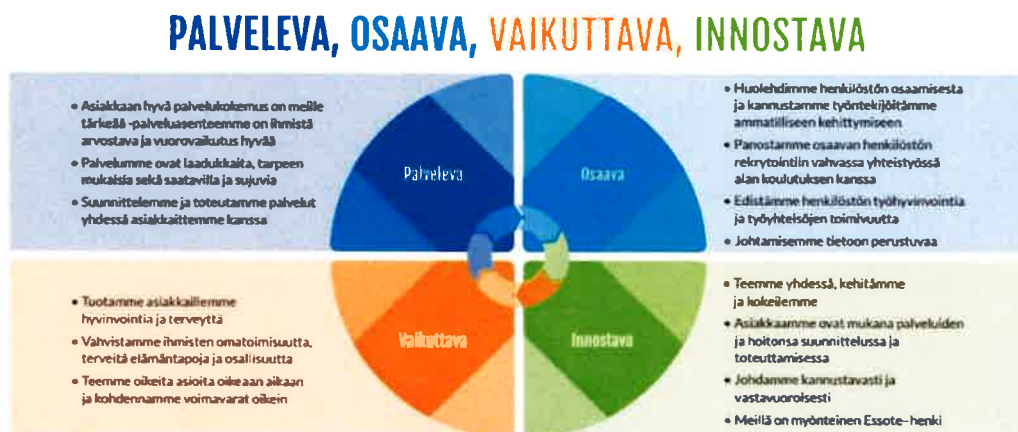 PALVELEVA, OSAAVA, VAIKUTTAVA, INNOSTAVA
• Asiakkaan hyvä palvelukokemus on meille
tärkeää -palveluasenteemme on ihmistä
arvostava ja vuorovaikutus hyvää
• Palvelumme ovat laadukkaita, tarpeen
mukaisia sekä saatavilla ja sujuvia
• Suunnittelemme ja toteutamme palvelut
yhdessä asiakkaittemme kanssa
Palveleva
Osaava
• Huolehdimme henkilöstön osaamisesta
ja kannustamme työntekijöitämme
ammatilliseen kehittymiseen
• Panostamme osaavan henkilöstön
rekrytointiin vahvassa yhteistyössä
alan koulutuksen kanssa
• Edistämme henkilöstön työhyvinvointia
ja työyhteisöjen toimivuutta
• Johtamisemme tietoon perustuvaa
• Tuotamme asiakkaillemme
hyvinvointia ja terveyttä
• Vahvistamme ihmisten omatoimisuutta,
terveitä elämäntapoja ja osallisuutta
• Teemme oikeita asioita oikeaan aikaan
ja kohdennamme voimavarat oikein
Vaikuttava
Innostava
• Teemme yhdessä, kehitämme
ja kokeilemme
• Asiakkaamme ovat mukana palveluiden
ja hoitonsa suunnittelussa ja
toteuttamisessa
• Johdamme kannustavasti ja
vastavuoroisesti
• Meillä on myönteinen Essote-henki